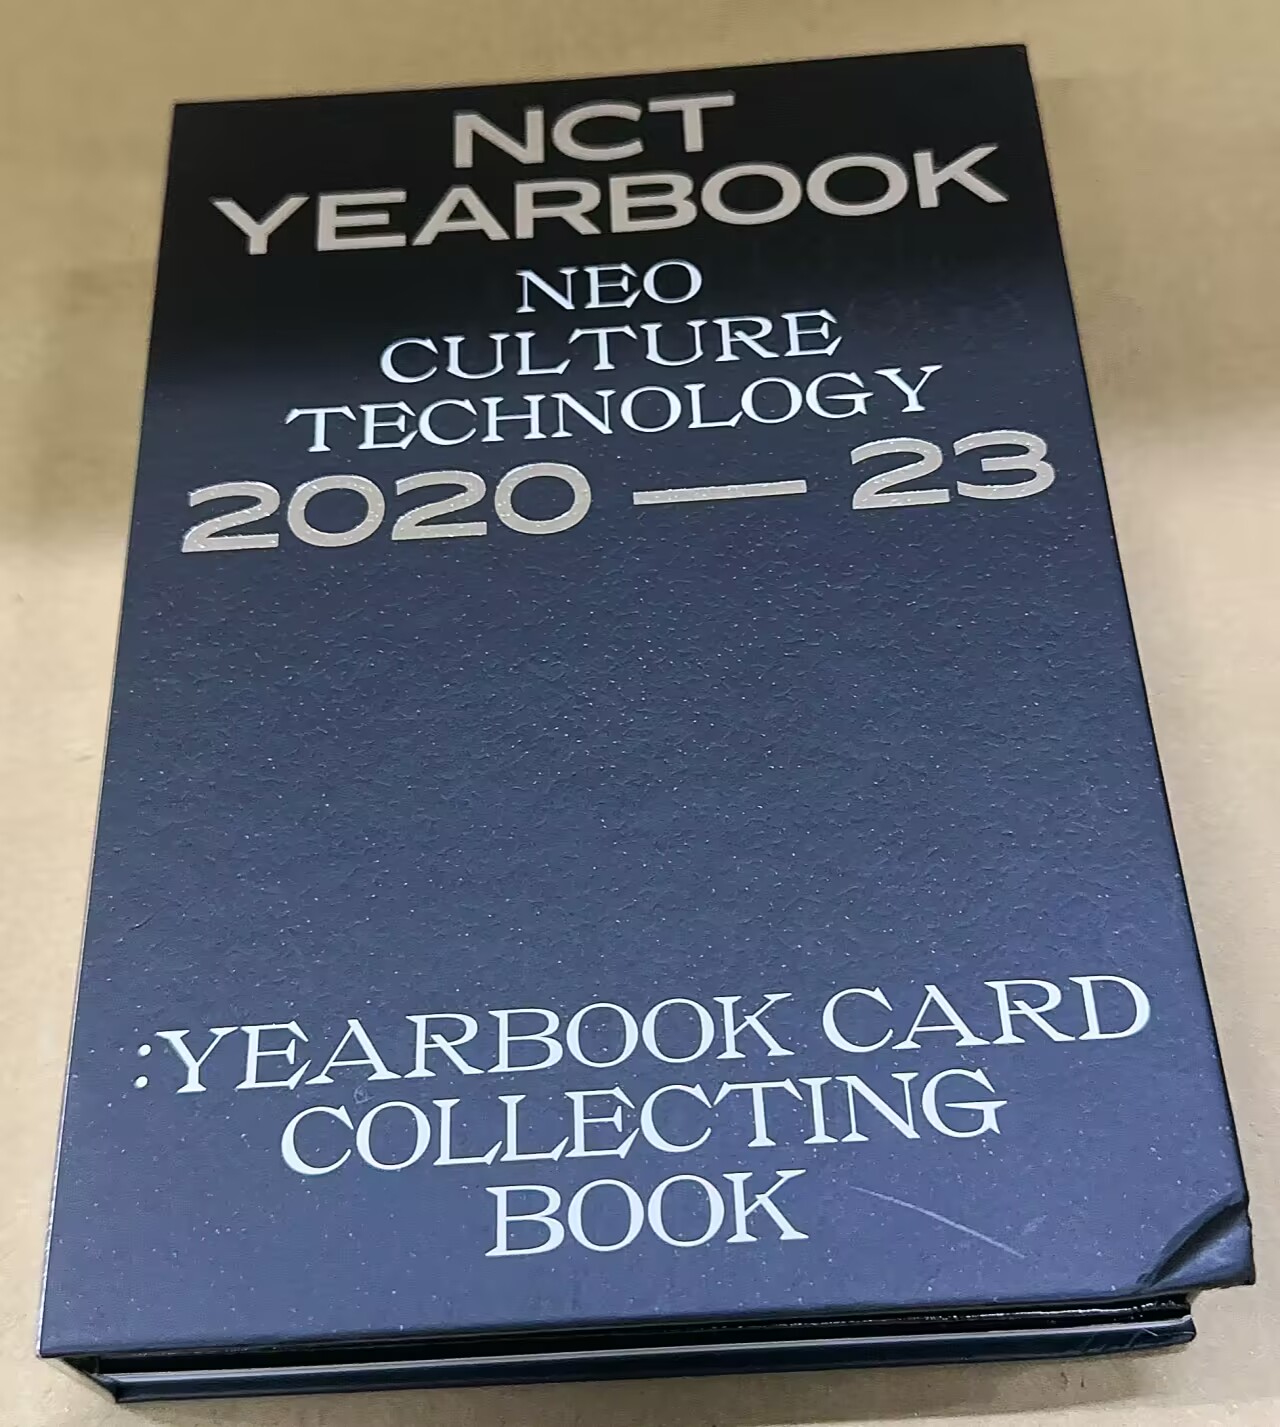 NCT
YEARBOOK
NEO
CULTURE
TECHNOLOGY
2020 — 23
:YEARBOOK CARD
COLLECTING
BOOK